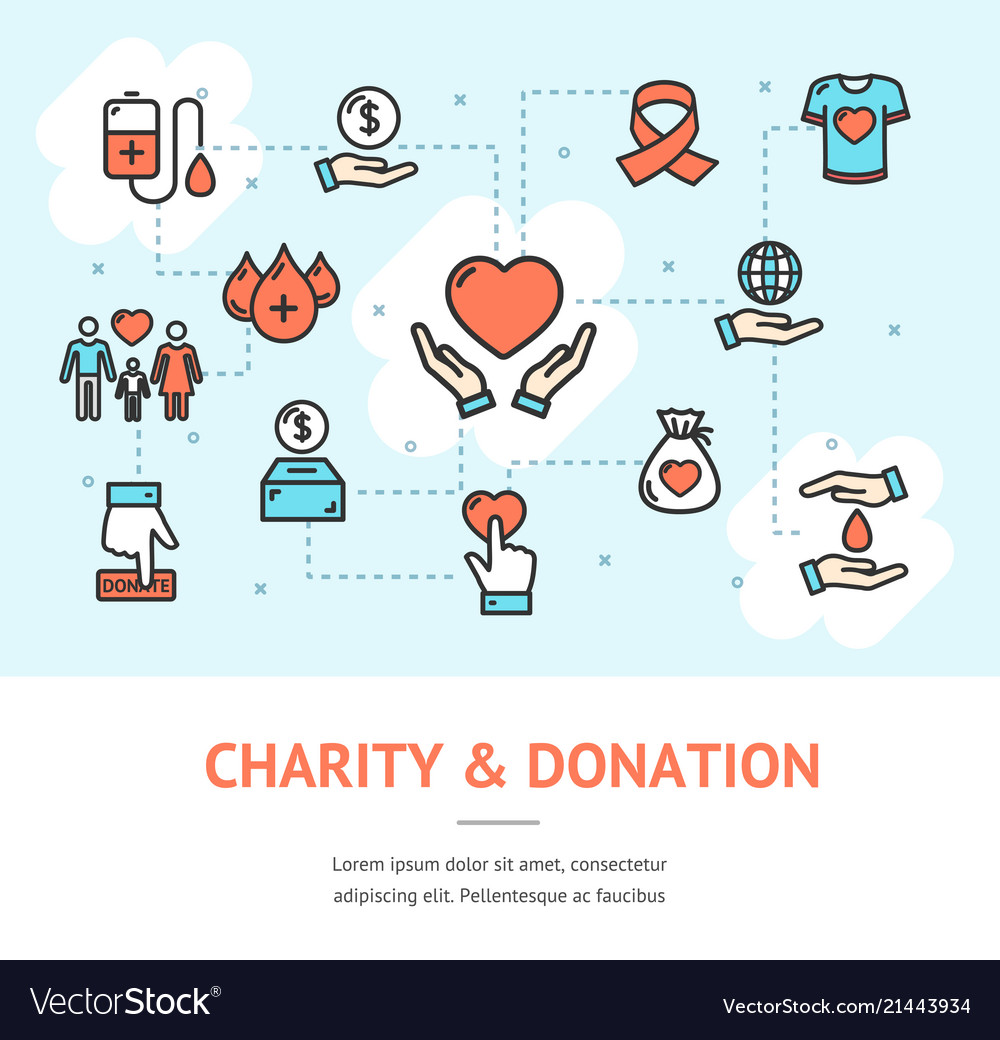 $
$
DONATE
CHARITY & DONATION
Lorem ipsum dolor sit amet, consectetur
adipiscing elit. Pellentesque ac faucibus
VectorStock®
VectorStock.com/21443934